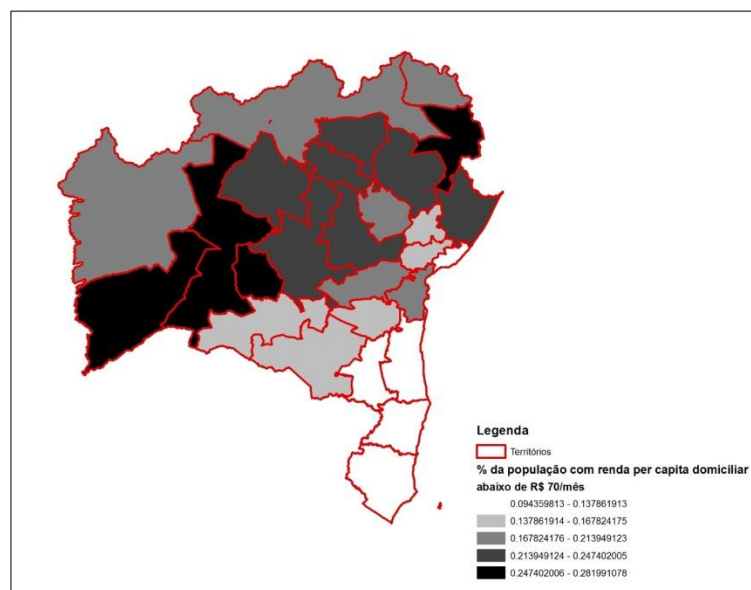 Legenda
Territórios
% da população com renda per capita domiciliar
abaixo de R$ 70/mês
0.094359813 - 0.137861913
0.137861914 - 0.167824175
0.167824176 - 0.213949123
0.213949124 - 0.247402005
0.247402006 - 0.281991078